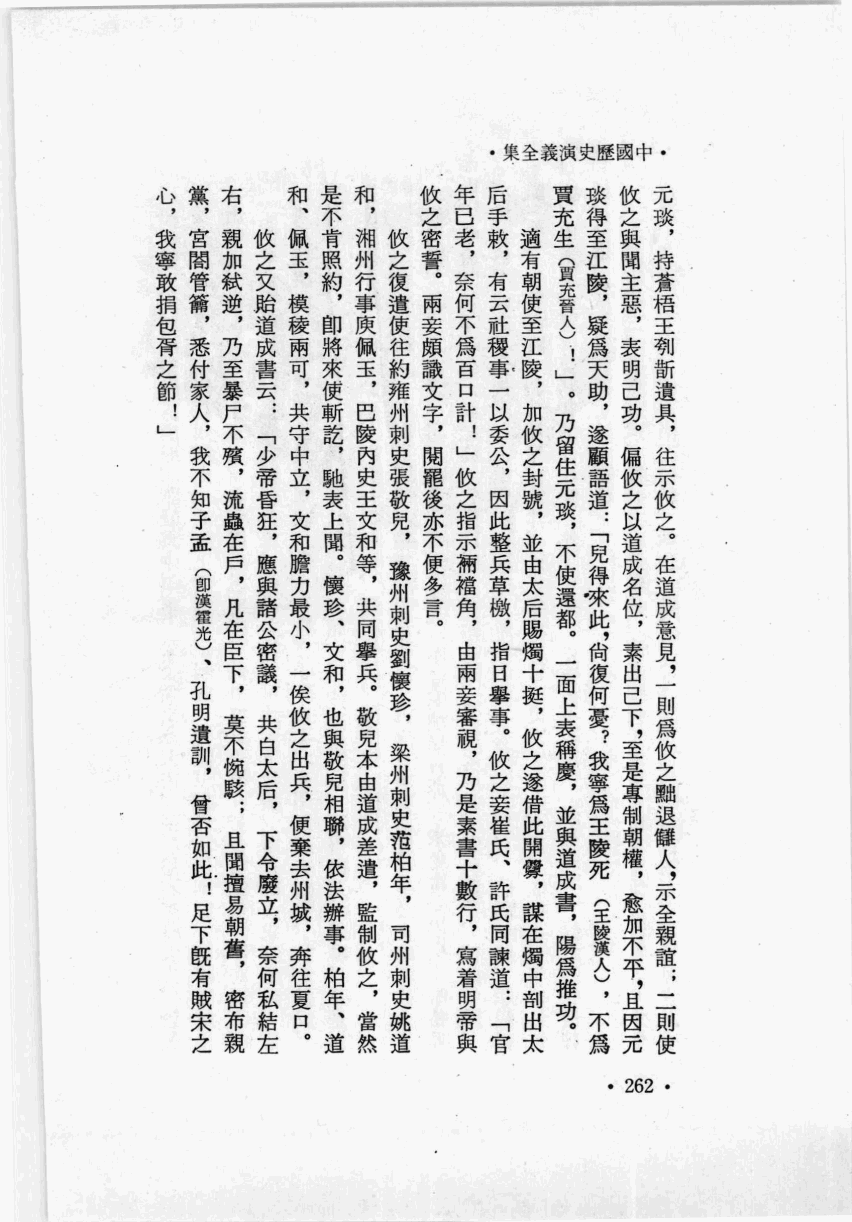 ·中國歷史演義全集·
元琰，持蒼梧王刳斮遺具，往示攸之。在道成意見，一則爲攸之黜退讎人，示全親誼；二則使
攸之與聞主惡，表明己功。偏攸之以道成名位，素出己下，至是專制朝權，愈加不平，且因元
琰得至江陵，疑爲天助，遂顧語道：「兒得來此，尙復何憂？我寧爲王陵死（王陵漢人），不爲
賈充生（賈充晉人）！」。乃留住元琰，不使還都。一面上表稱慶，並與道成書，陽爲推功。
適有朝使至江陵，加攸之封號，並由太后賜燭十挺，攸之遂借此開釁，謀在燭中剖出太
后手敕，有云社稷事一以委公，因此整兵草檄，指日擧事。攸之妾崔氏、許氏同諫道：「官
年已老，奈何不爲百口計！」攸之指示裲襠角，由兩妾審視，乃是素書十數行，寫着明帝與
攸之密誓。兩妾頗識文字，閱罷後亦不便多言。
攸之復遣使往約雍州刺史張敬兒，豫州刺史劉懷珍，梁州刺史范柏年，司州刺史姚道
和，湘州行事庾佩玉，巴陵內史王文和等，共同擧兵。敬兒本由道成差遣，監制攸之，當然
是不肯照約，卽將來使斬訖，馳表上聞。懷珍、文和，也與敬兒相聯，依法辦事。柏年、道
和、佩玉，模稜兩可，共守中立，文和膽力最小，一俟攸之出兵，便棄去州城，奔往夏口。
攸之又貽道成書云：「少帝昏狂，應與諸公密議，共白太后，下令廢立，奈何私結左
右，親加弑逆，乃至暴尸不殯，流蟲在戶，凡在臣下，莫不惋駭；且聞擅易朝舊，密布親
黨，宮閤管籥，悉付家人，我不知子孟（卽漢霍光）、孔明遺訓，曾否如此！足下旣有賊宋之
心，我寧敢捐包胥之節！」
·262·